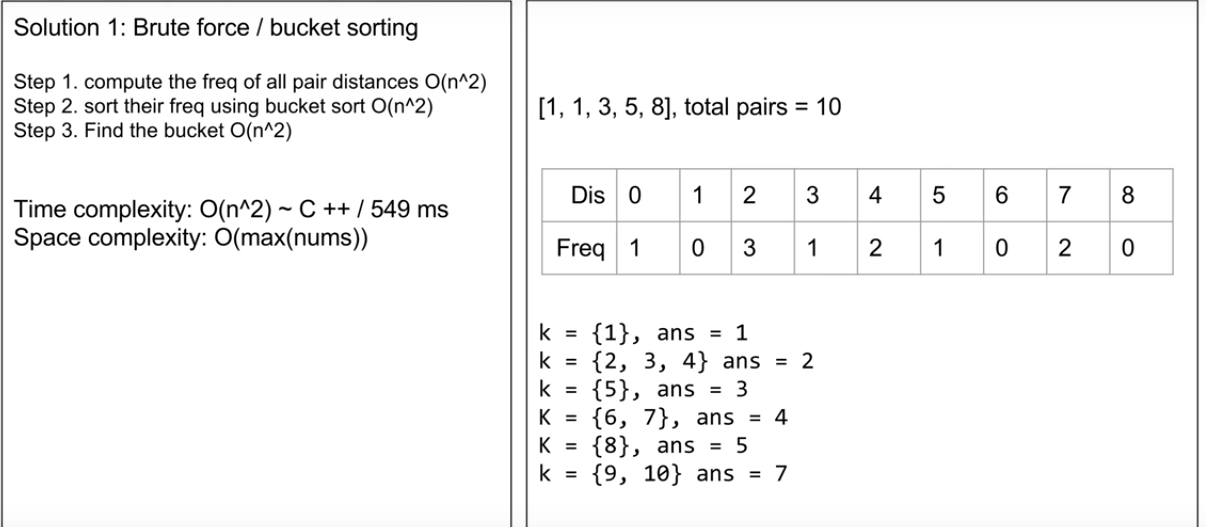 Solution 1: Brute force / bucket sorting
Step 1. compute the freq of all pair distances O(n^2)
Step 2. sort their freq using bucket sort O(n^2)
Step 3. Find the bucket O(n^2)
Time complexity: O(n^2) ~ C ++ / 549 ms
Space complexity: O(max(nums))
[1, 1, 3, 5, 8], total pairs = 10
Dis 0 1 2 3 4 5 6 7 8
Freq 1 0 3 1 2 1 0 2 0
k = {1}, ans = 1
k = {2, 3, 4} ans = 2
k = {5}, ans = 3
K = {6, 7}, ans = 4
K = {8}, ans = 5
k = {9, 10} ans = 7